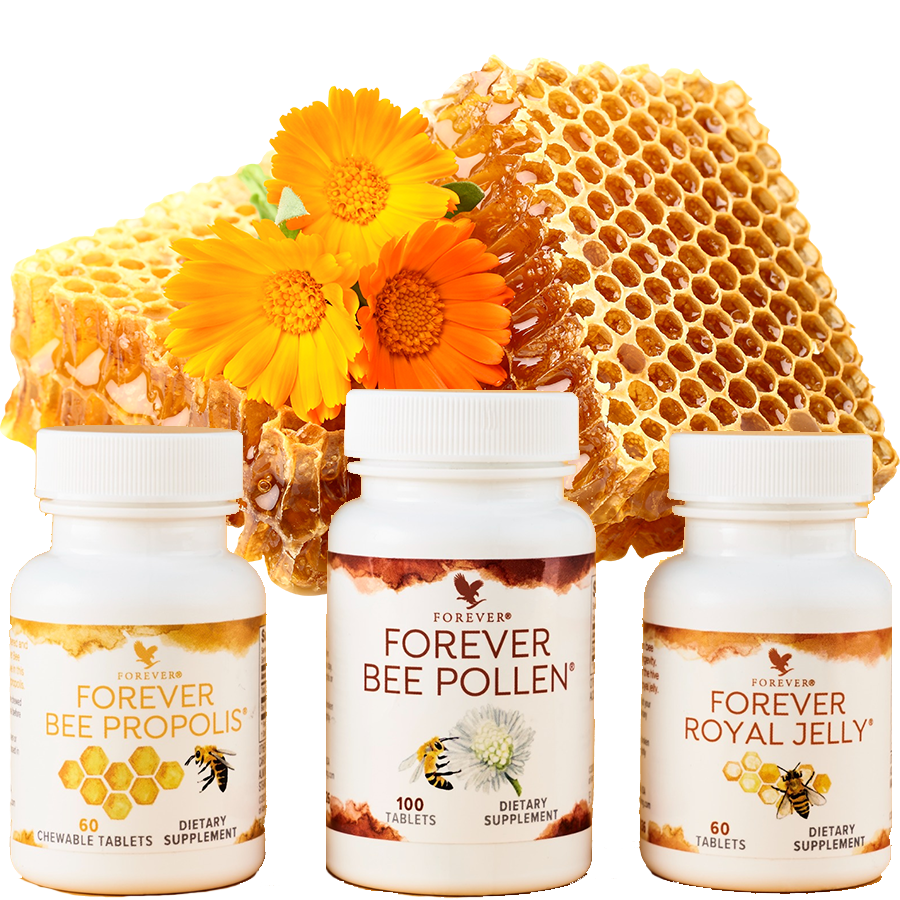 FOREVER®
FOREVER
BEE PROPOLIS®
60
CHEWABLE TABLETS
DIETARY
SUPPLEMENT
FOREVER®
FOREVER
BEE POLLEN®
100
TABLETS
DIETARY
SUPPLEMENT
FOREVER®
FOREVER
ROYAL JELLY®
60
TABLETS
DIETARY
SUPPLEMENT